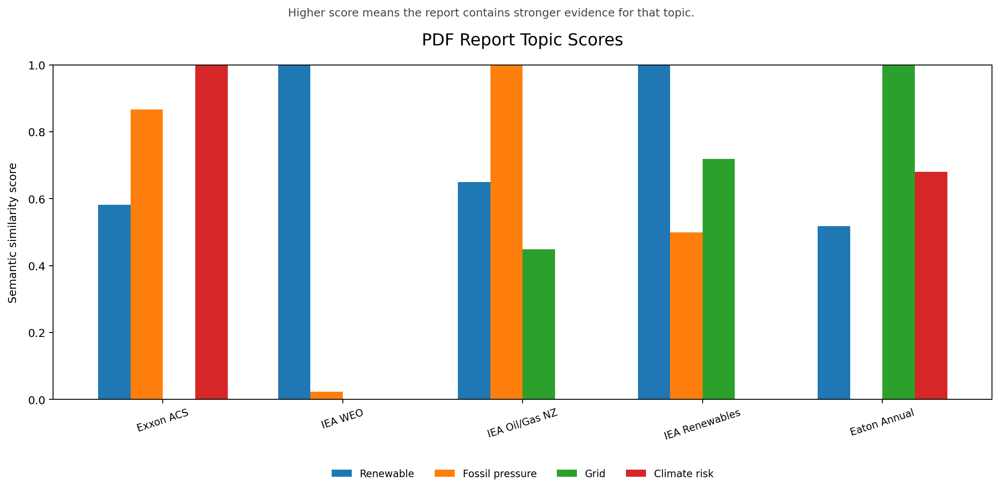 Higher score means the report contains stronger evidence for that topic.
PDF Report Topic Scores
Semantic similarity score
1.0
0.8
0.6
0.4
0.2
0.0
Exxon ACS
IEA WEO
IEA Oil/Gas NZ
IEA Renewables
Eaton Annual
Renewable
Fossil pressure
Grid
Climate risk